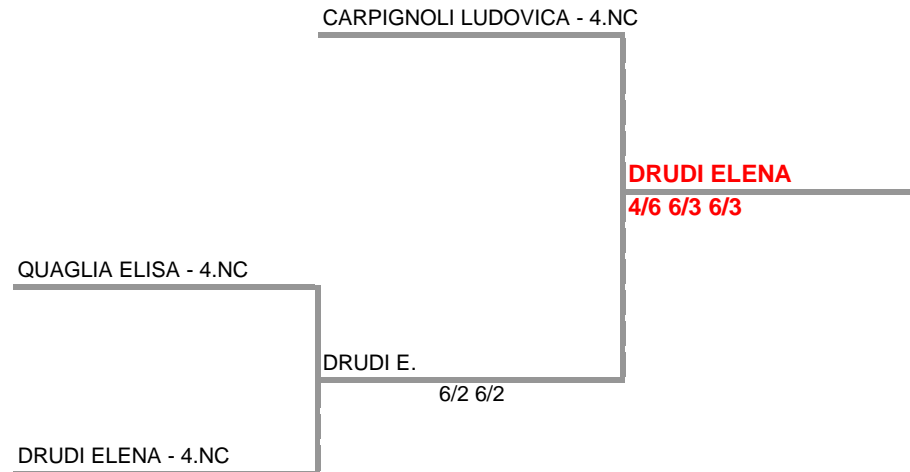 CARPIGNOLI LUDOVICA - 4.NC
DRUDI ELENA
4/6 6/3 6/3
QUAGLIA ELISA - 4.NC
DRUDI E.
6/2 6/2
DRUDI ELENA - 4.NC